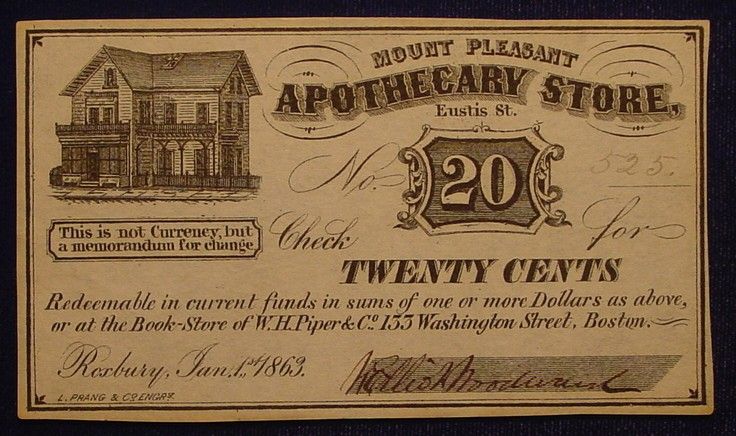 MOUNT PLEASANT
APOTHECARY STORE,
Eustis St.
No. 20 525.
This is not Currency, but
a memorandum for change.
Check for
TWENTY CENTS
Redeemable in current funds in sums of one or more Dollars as above,
or at the Book-Store of W. H. Piper & Co. 133 Washington Street, Boston.
Roxbury, Jan. 1st, 1863.
Woodward
L. PRANG & CO ENGRS.